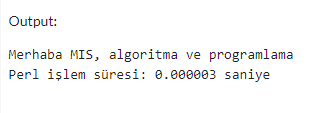 Output:
Merhaba MIS, algoritma ve programlama
Perl işlem süresi: 0.000003 saniye